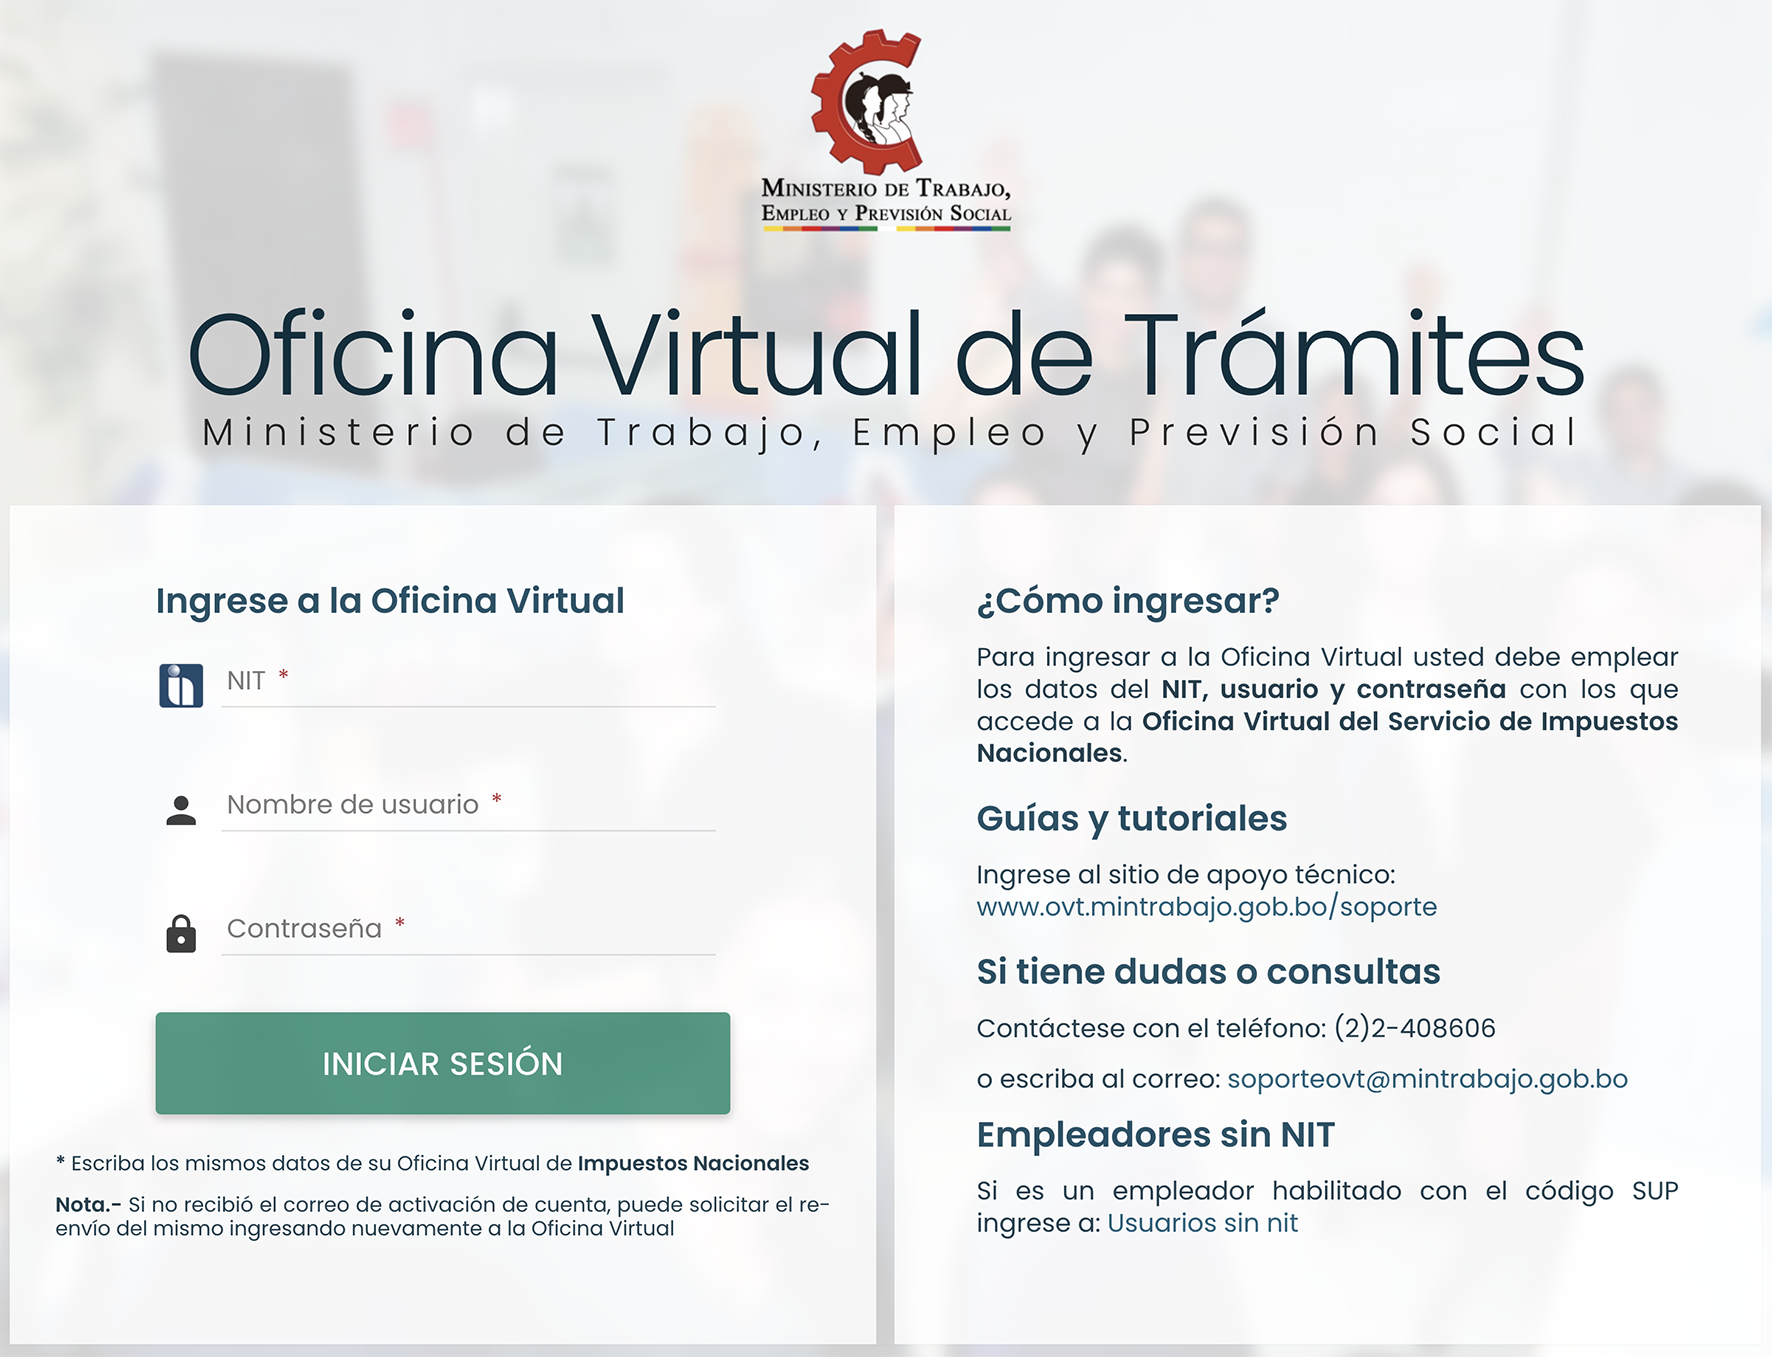 MINISTERIO DE TRABAJO,
EMPLEO Y PREVISIÓN SOCIAL
Oficina Virtual de Trámites
Ministerio de Trabajo, Empleo y Previsión Social
Ingrese a la Oficina Virtual
NIT *
Nombre de usuario *
Contraseña *
INICIAR SESIÓN
* Escriba los mismos datos de su Oficina Virtual de Impuestos Nacionales
Nota.- Si no recibió el correo de activación de cuenta, puede solicitar el re-
envío del mismo ingresando nuevamente a la Oficina Virtual
¿Cómo ingresar?
Para ingresar a la Oficina Virtual usted debe emplear
los datos del NIT, usuario y contraseña con los que
accede a la Oficina Virtual del Servicio de Impuestos
Nacionales.
Guías y tutoriales
Ingrese al sitio de apoyo técnico:
www.ovt.mintrabajo.gob.bo/soporte
Si tiene dudas o consultas
Contáctese con el teléfono: (2)2-408606
o escriba al correo: soporteovt@mintrabajo.gob.bo
Empleadores sin NIT
Si es un empleador habilitado con el código SUP
ingrese a: Usuarios sin nit